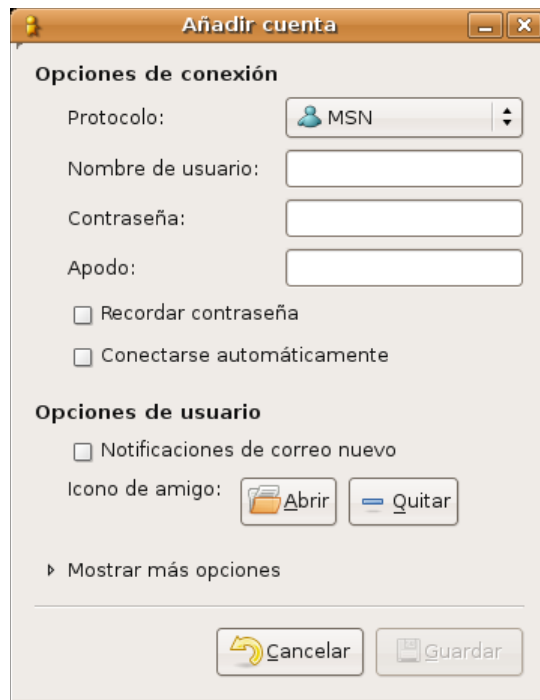 Añadir cuenta
Opciones de conexión
Protocolo: MSN
Nombre de usuario:
Contraseña:
Apodo:
Recordar contraseña
Conectarse automáticamente
Opciones de usuario
Notificaciones de correo nuevo
Icono de amigo: Abrir Quitar
Mostrar más opciones
Cancelar Guardar